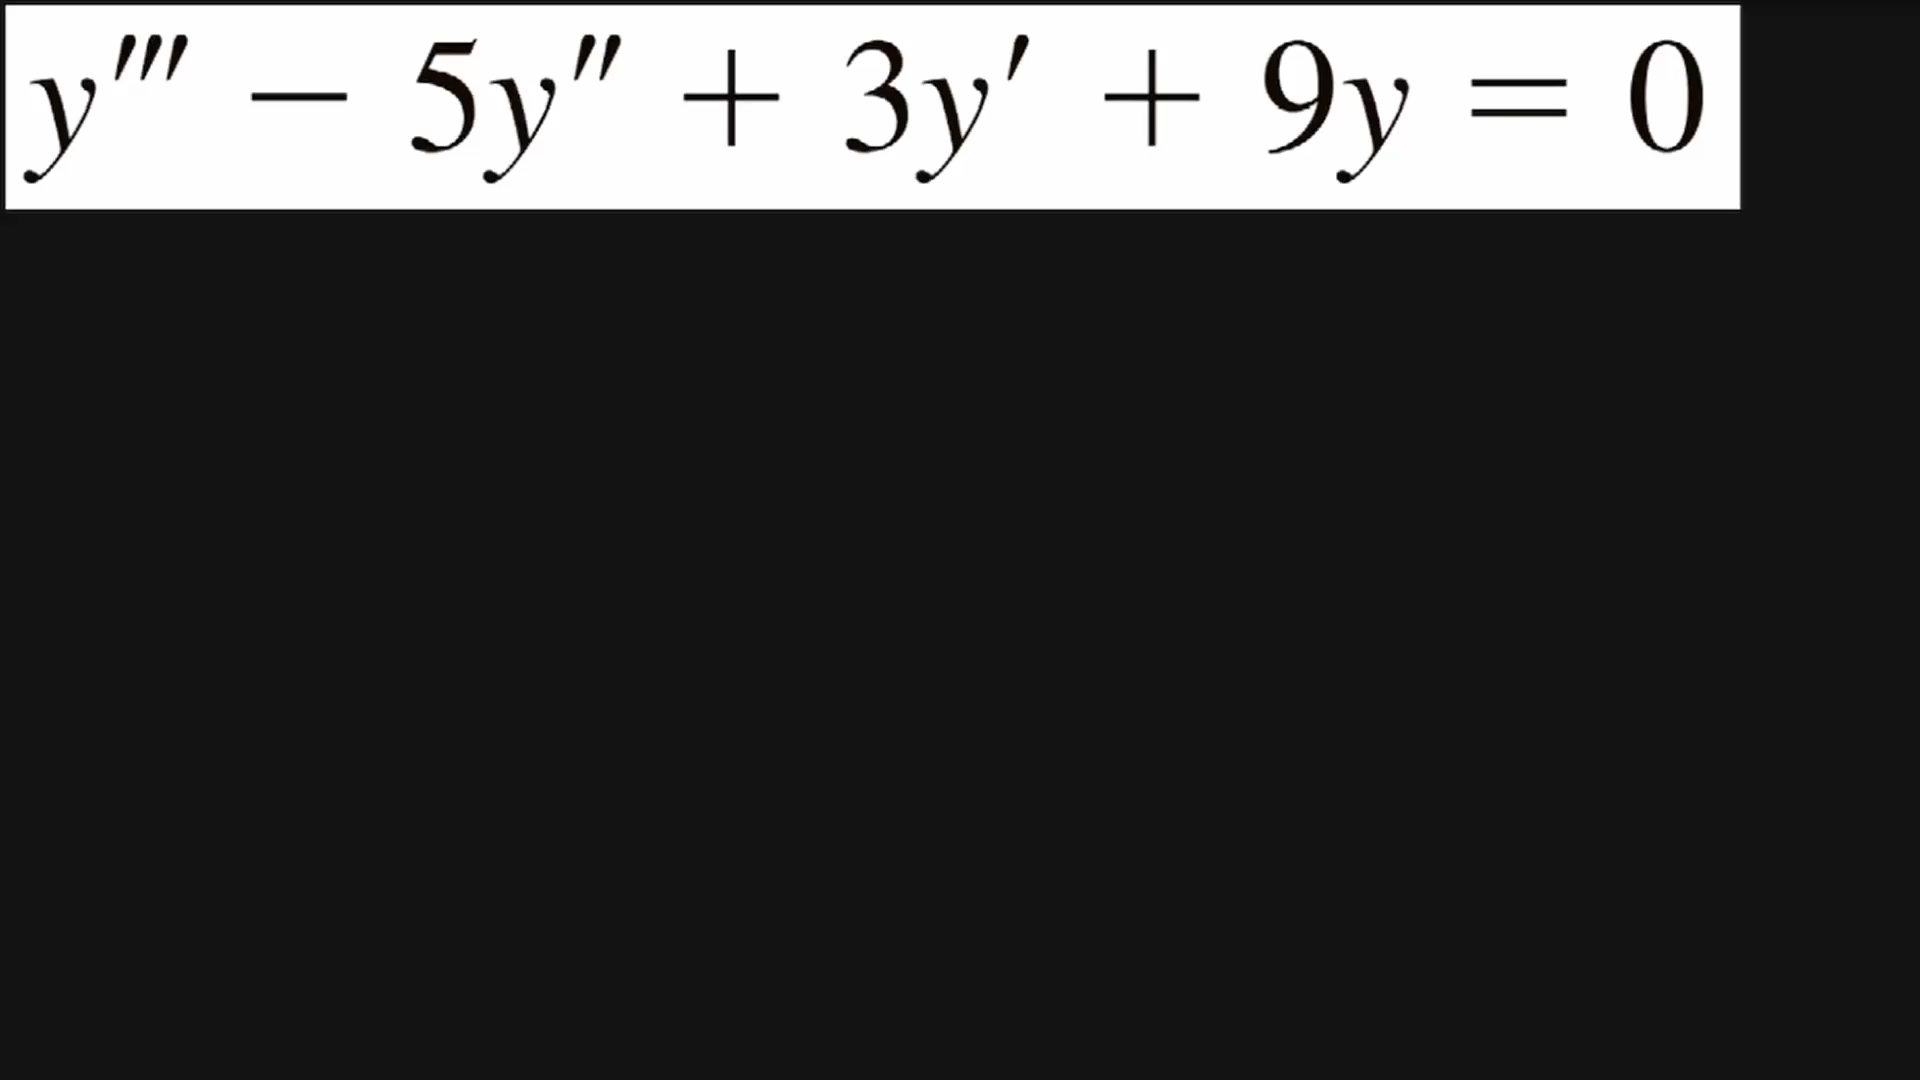 y''' − 5y'' + 3y' + 9y = 0